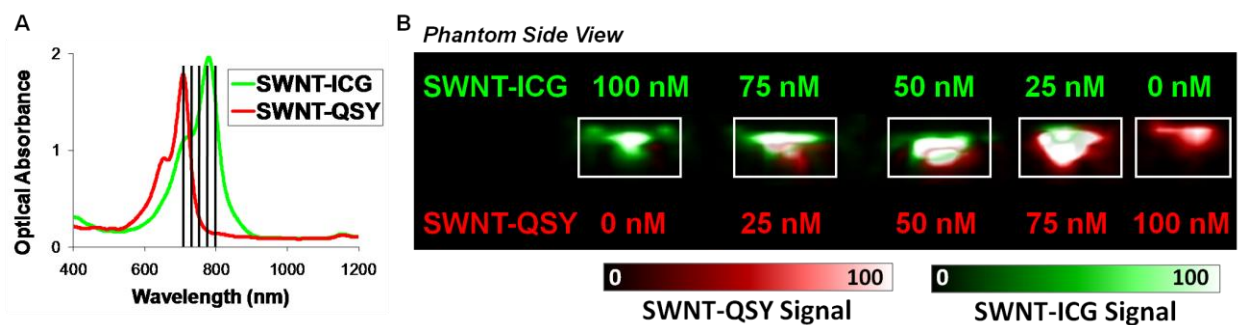 A
Optical Absorbance
2
1
0
SWNT-ICG
SWNT-QSY
400 600 800 1000 1200
Wavelength (nm)
B
Phantom Side View
SWNT-ICG 100 nM 75 nM 50 nM 25 nM 0 nM
SWNT-QSY 0 nM 25 nM 50 nM 75 nM 100 nM
0 100
SWNT-QSY Signal
0 100
SWNT-ICG Signal